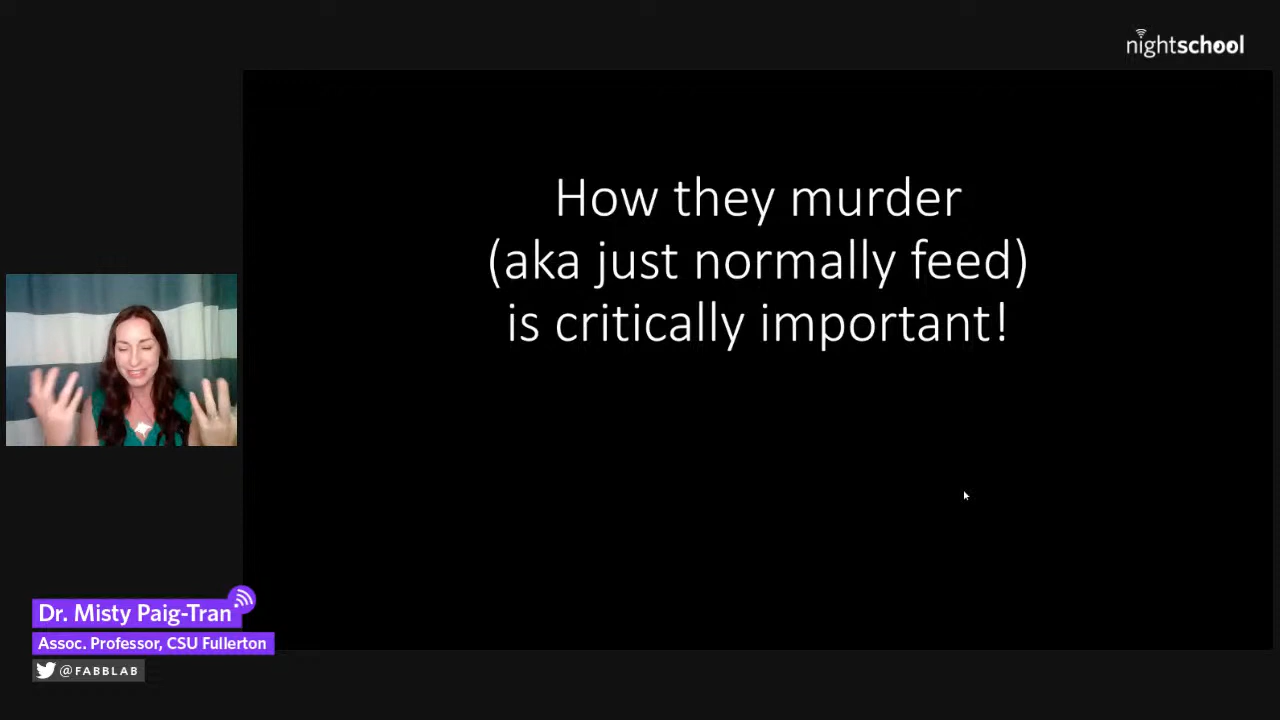 nightschool
How they murder
(aka just normally feed)
is critically important!
Dr. Misty Paig-Tran
Assoc. Professor, CSU Fullerton
@FABBLAB